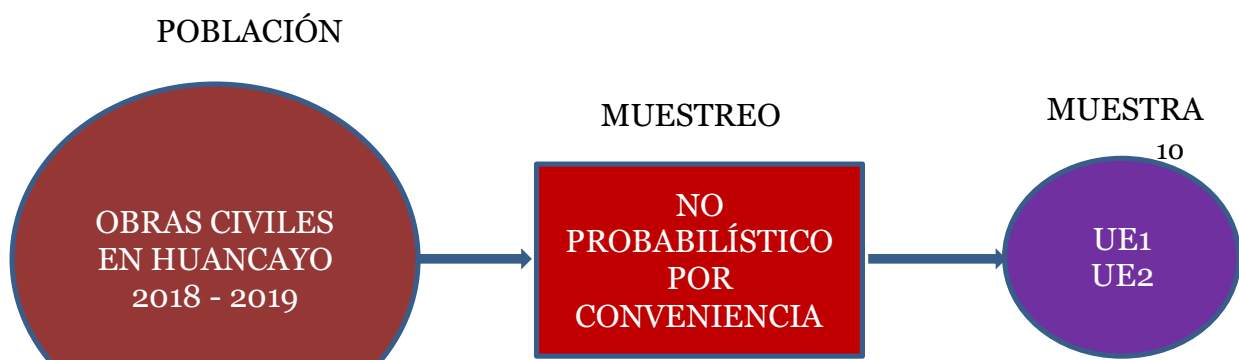 POBLACIÓN
OBRAS CIVILES
EN HUANCAYO
2018 - 2019
MUESTREO
NO
PROBABILÍSTICO
POR
CONVENIENCIA
MUESTRA
10
UE1
UE2